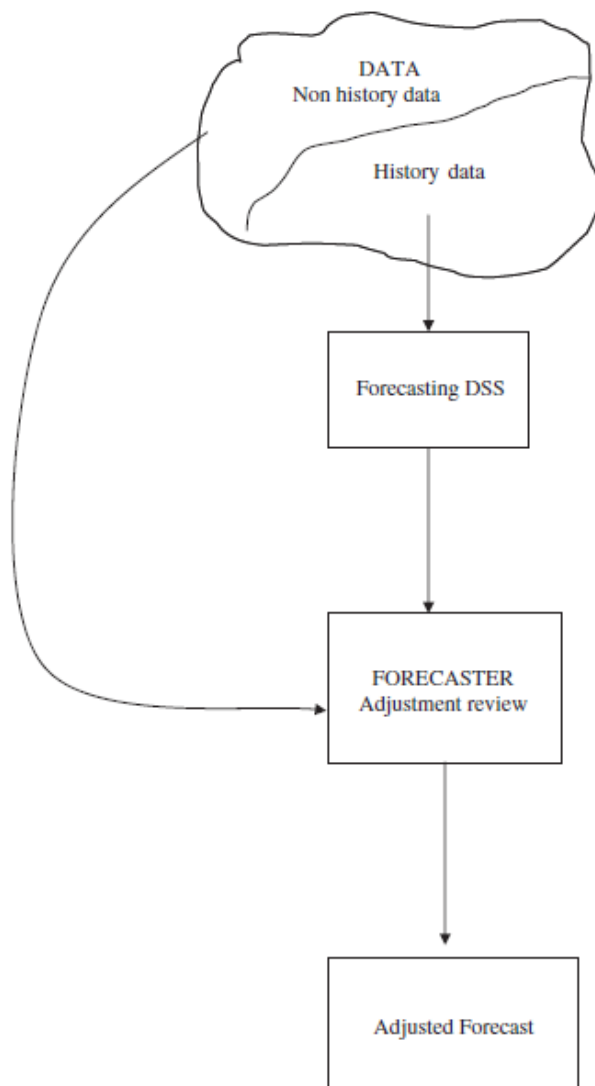 DATA
Non history data
History data
Forecasting DSS
FORECASTER
Adjustment review
Adjusted Forecast